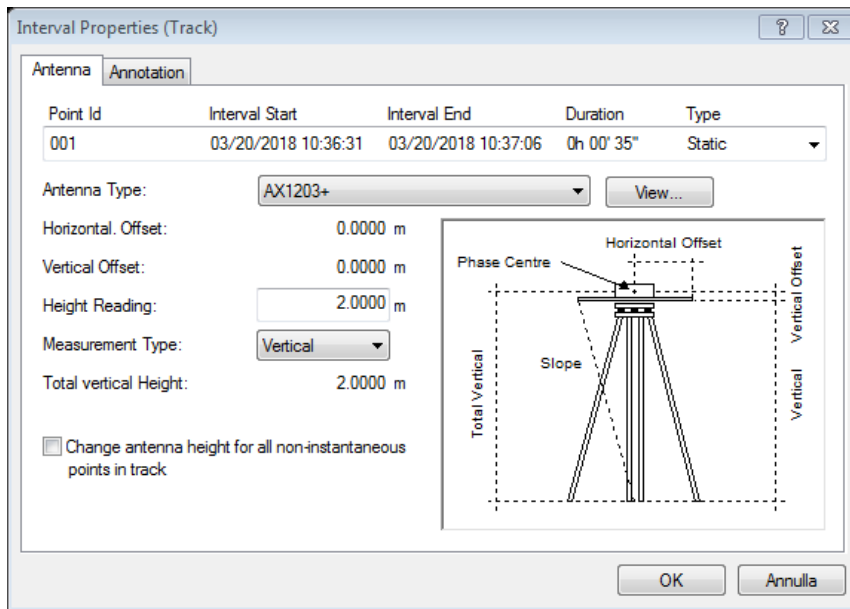 Interval Properties (Track)
Antenna
Annotation
Point Id Interval Start Interval End Duration Type
001 03/20/2018 10:36:31 03/20/2018 10:37:06 0h 00' 35" Static
Antenna Type: AX1203+ View...
Horizontal. Offset: 0.0000 m
Vertical Offset: 0.0000 m
Height Reading: 2.0000 m
Measurement Type: Vertical
Total vertical Height: 2.0000 m
Change antenna height for all non-instantaneous
points in track
Horizontal Offset
Phase Centre
Vertical Offset
Slope
Total Vertical
Vertical
OK Annulla